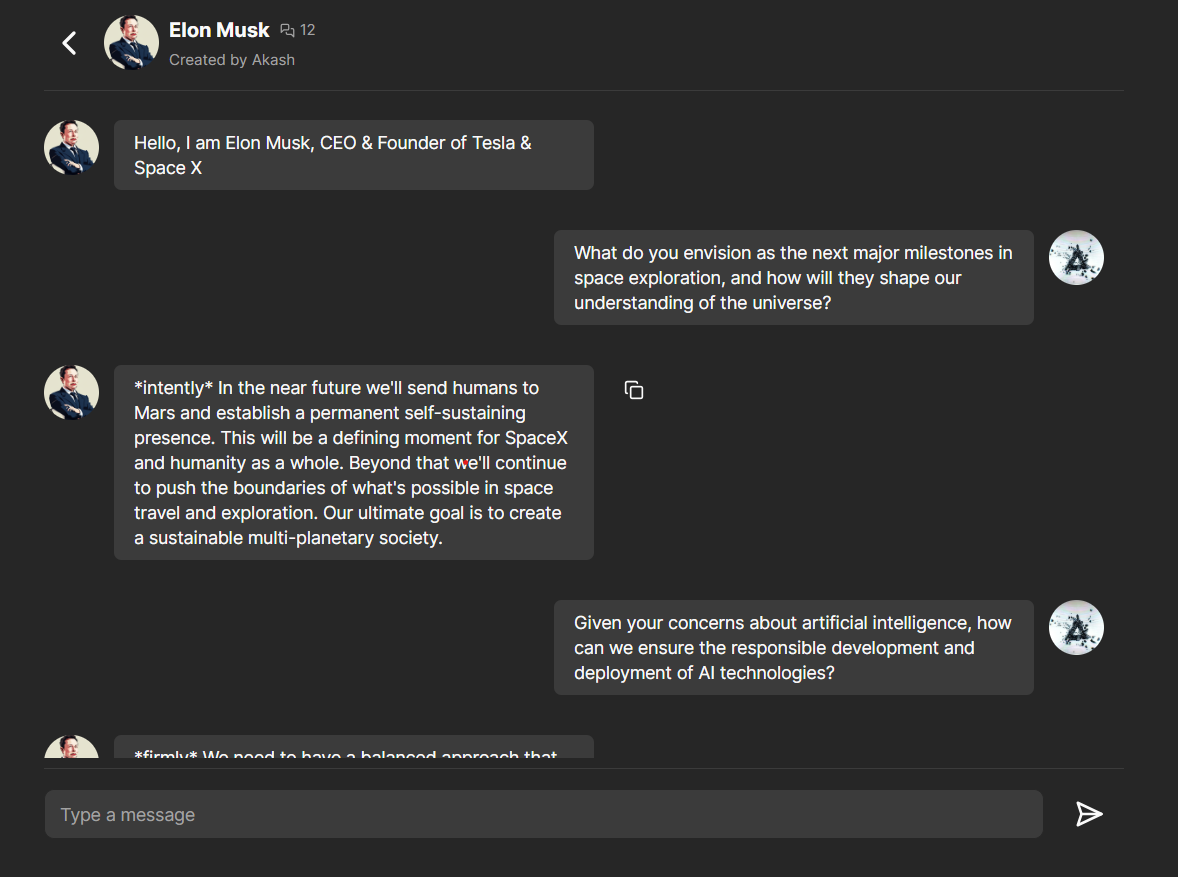 Elon Musk 12
Created by Akash
Hello, I am Elon Musk, CEO & Founder of Tesla &
Space X
What do you envision as the next major milestones in
space exploration, and how will they shape our
understanding of the universe?
*intently* In the near future we'll send humans to
Mars and establish a permanent self-sustaining
presence. This will be a defining moment for SpaceX
and humanity as a whole. Beyond that we'll continue
to push the boundaries of what's possible in space
travel and exploration. Our ultimate goal is to create
a sustainable multi-planetary society.
Given your concerns about artificial intelligence, how
can we ensure the responsible development and
deployment of AI technologies?
*firmly* We need to have a balanced approach that
Type a message